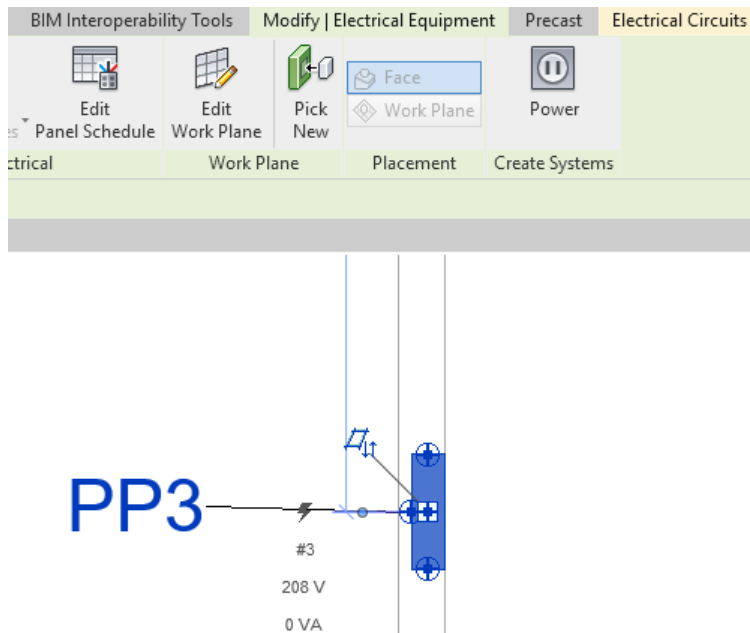 BIM Interoperability Tools Modify | Electrical Equipment Precast Electrical Circuits
Edit Panel Schedule
Edit Work Plane
Pick New
Face
Work Plane
Power
Work Plane Placement Create Systems
PP3
#3
208 V
0 VA